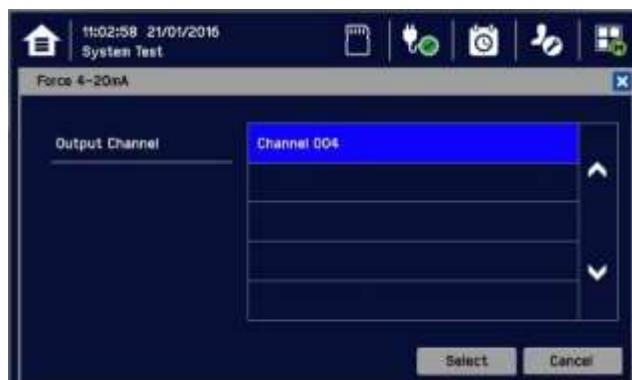 11:02:58 21/01/2016
System Test
Force 4-20mA
Output Channel
Channel 004
Select
Cancel